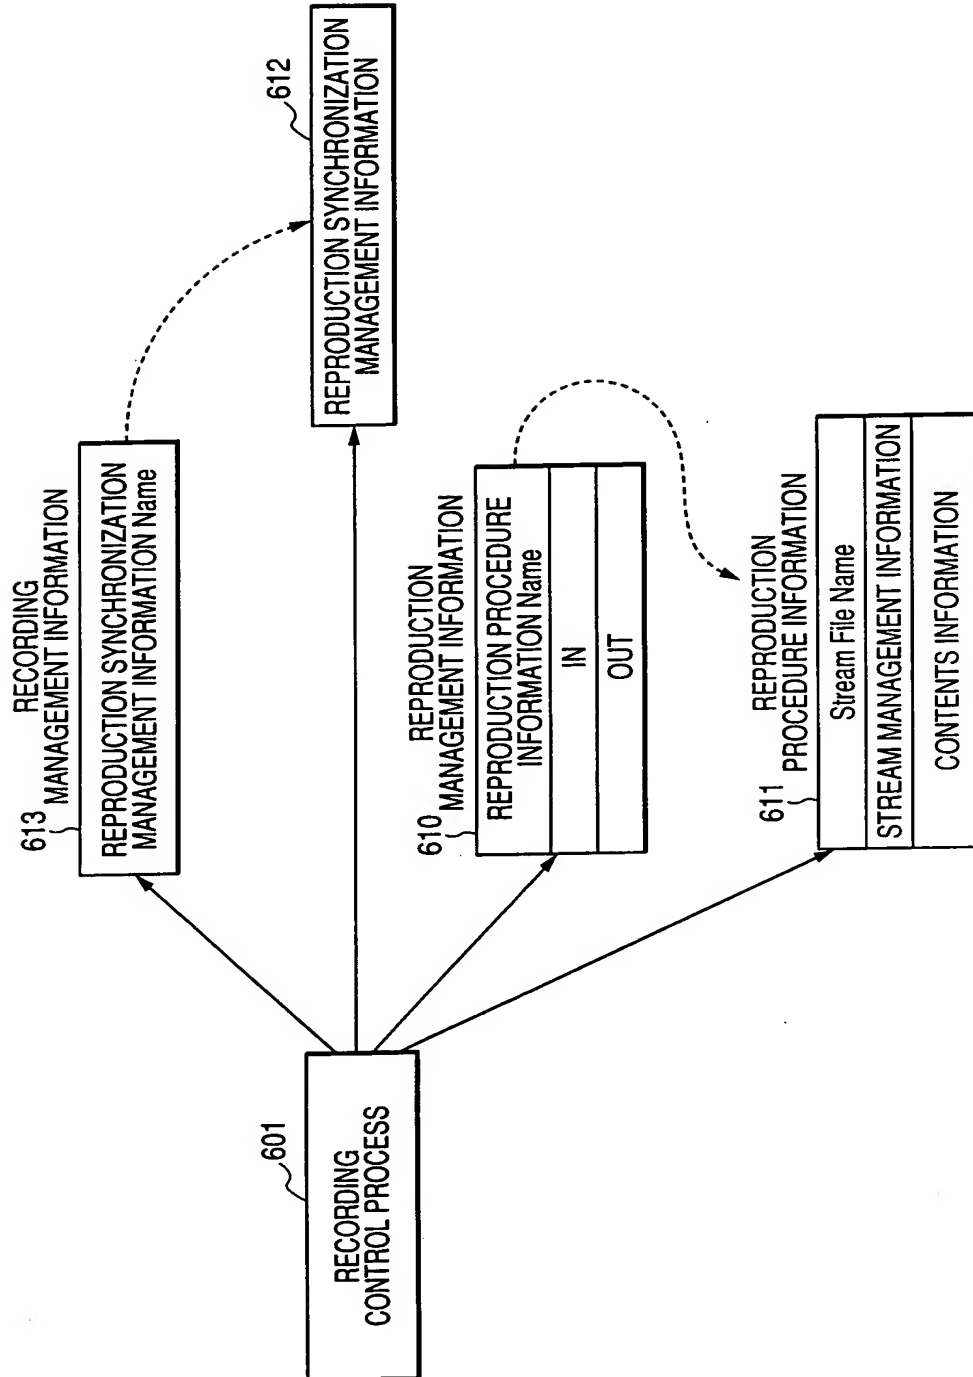 RECORDING
MANAGEMENT INFORMATION
613
REPRODUCTION SYNCHRONIZATION
MANAGEMENT INFORMATION Name
612
REPRODUCTION SYNCHRONIZATION
MANAGEMENT INFORMATION
601
RECORDING
CONTROL PROCESS
REPRODUCTION
MANAGEMENT INFORMATION
610
REPRODUCTION PROCEDURE
INFORMATION Name
IN
OUT
REPRODUCTION
PROCEDURE INFORMATION
611
Stream File Name
STREAM MANAGEMENT INFORMATION
CONTENTS INFORMATION